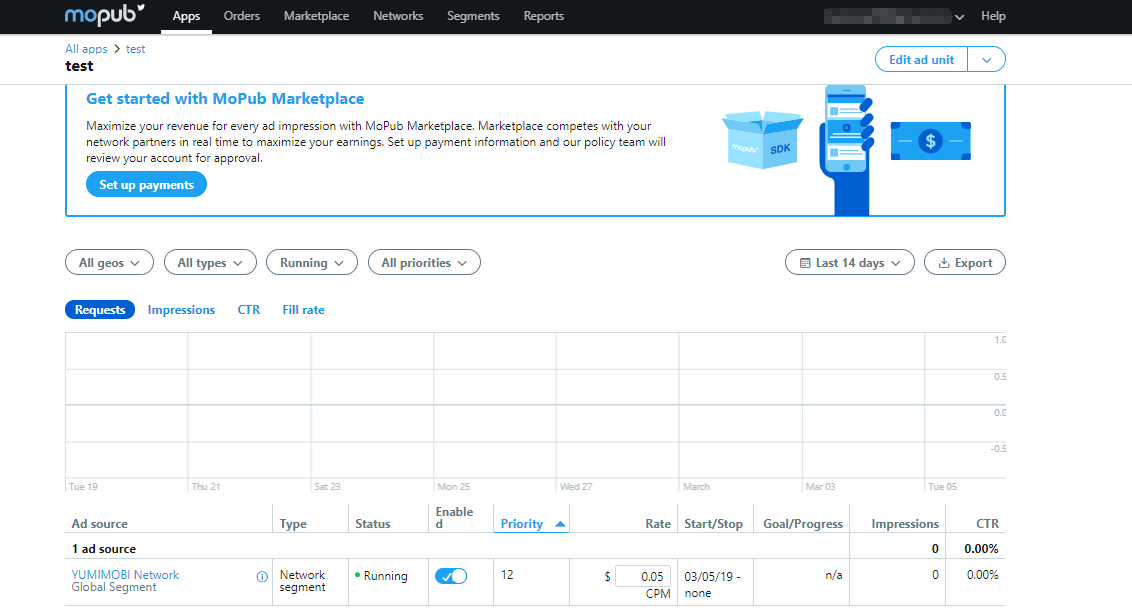 mopub
Apps Orders Marketplace Networks Segments Reports
Help
All apps > test
test
Edit ad unit
Get started with MoPub Marketplace
Maximize your revenue for every ad impression with MoPub Marketplace. Marketplace competes with your
network partners in real time to maximize your earnings. Set up payment information and our policy team will
review your account for approval.
Set up payments
mopub
SDK
$
All geos All types Running All priorities
Last 14 days Export
Requests Impressions CTR Fill rate
1.0
0.5
0.0
-0.5
Tue 19 Thu 21 Sat 23 Mon 25 Wed 27 March Mar 03 Tue 05
Ad source Type Status Enable
d Priority Rate Start/Stop Goal/Progress Impressions CTR
1 ad source 0 0.00%
YUMIMOBI Network Network Running 12 $ 0.05 03/05/19 - n/a 0 0.00%
Global Segment segment CPM none